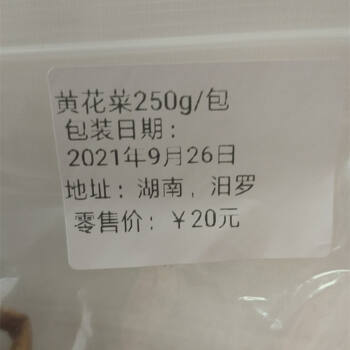 黄花菜250g/包
包装日期：
2021年9月26日
地址：湖南，汨罗
零售价：￥20元